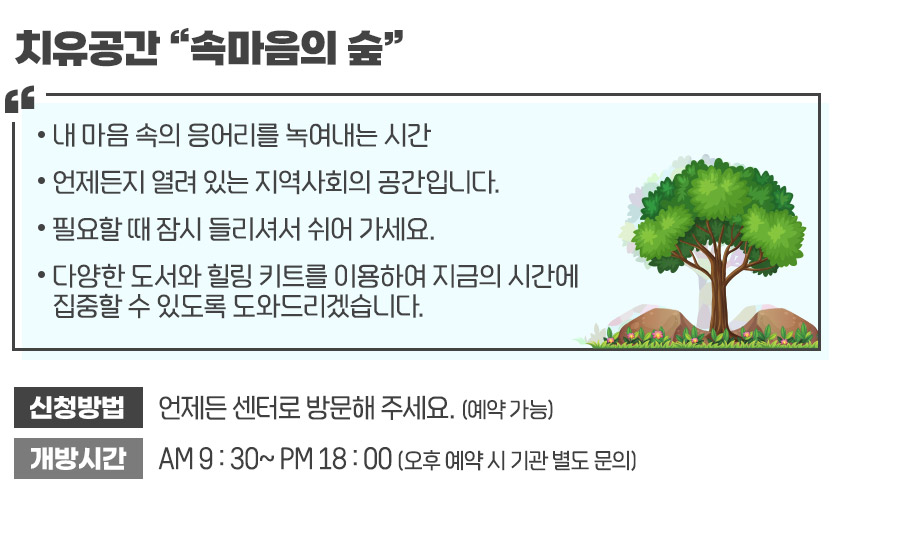 치유공간 “속마음의 숲”
“
• 내 마음 속의 응어리를 녹여내는 시간
• 언제든지 열려 있는 지역사회의 공간입니다.
• 필요할 때 잠시 들리셔서 쉬어 가세요.
• 다양한 도서와 힐링 키트를 이용하여 지금의 시간에
집중할 수 있도록 도와드리겠습니다.
신청방법 언제든 센터로 방문해 주세요. (예약 가능)
개방시간 AM 9 : 30~ PM 18 : 00 (오후 예약 시 기관 별도 문의)